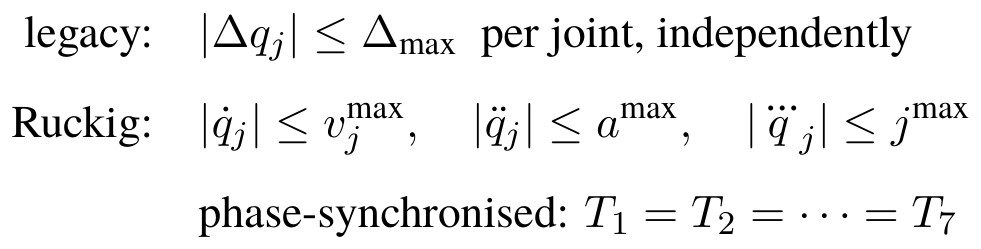 legacy: |Δq_j| ≤ Δ_max per joint, independently
Ruckig: |q̇_j| ≤ v_j^max, |q̈_j| ≤ a^max, |q⃛_j| ≤ j^max
phase-synchronised: T_1 = T_2 = ⋯ = T_7